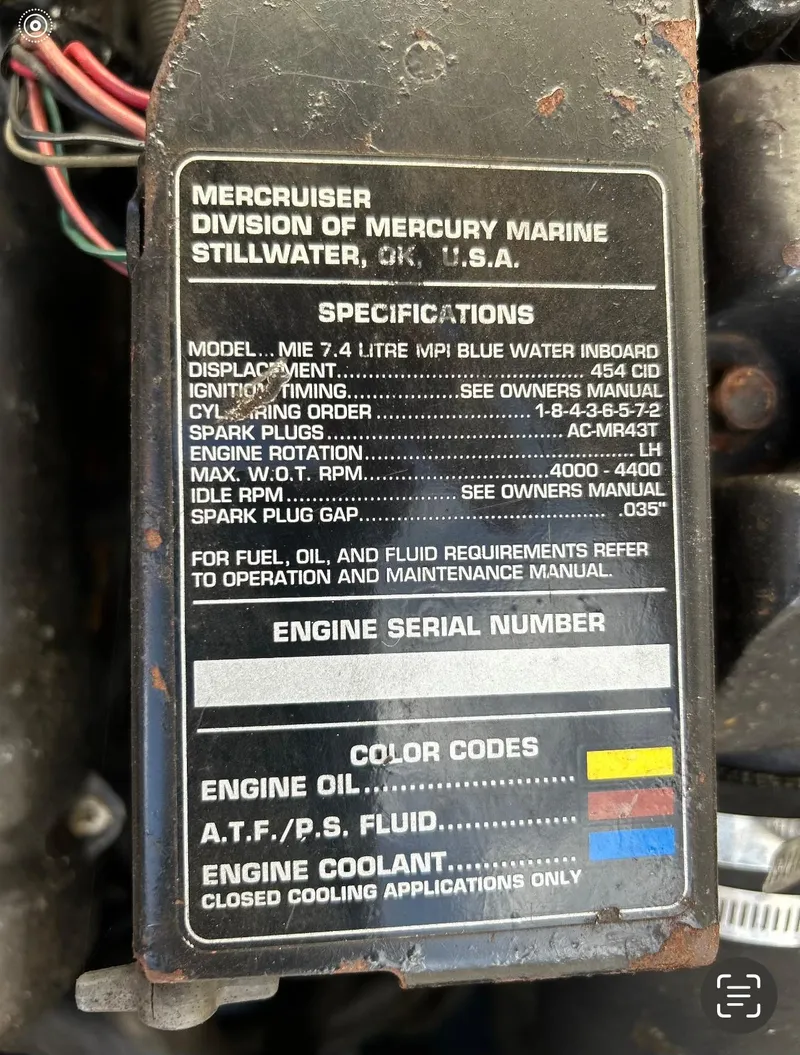 MERCRUISER
DIVISION OF MERCURY MARINE
STILLWATER, OK, U.S.A.
SPECIFICATIONS
MODEL...MIE 7.4 LITRE MPI BLUE WATER INBOARD
DISPLACEMENT..............................454 CID
IGNITION TIMING..................SEE OWNERS MANUAL
CYL. RING ORDER........................1-8-4-3-6-5-7-2
SPARK PLUGS....................................AC-MR43T
ENGINE ROTATION.......................................LH
MAX. W.O.T. RPM...........................4000 - 4400
IDLE RPM.........................SEE OWNERS MANUAL
SPARK PLUG GAP.....................................035"
FOR FUEL, OIL, AND FLUID REQUIREMENTS REFER
TO OPERATION AND MAINTENANCE MANUAL.
ENGINE SERIAL NUMBER
COLOR CODES
ENGINE OIL..........................
A.T.F./P.S. FLUID.................
ENGINE COOLANT...............
CLOSED COOLING APPLICATIONS ONLY